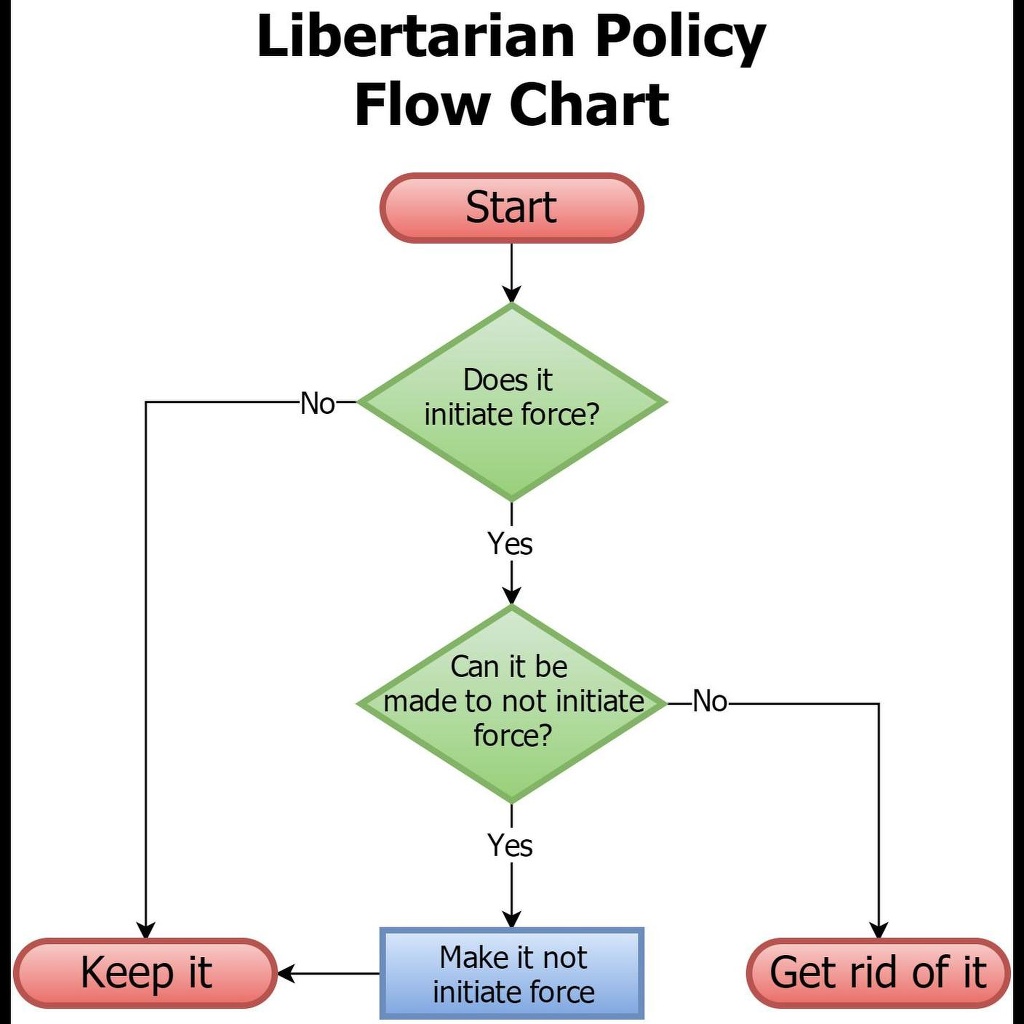 Libertarian Policy
Flow Chart
Start
Does it
initiate force?
No
Yes
Can it be
made to not initiate
force?
No
Yes
Keep it
Make it not
initiate force
Get rid of it